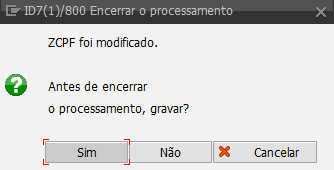 ID7(1)/800 Encerrar o processamento
ZCPF foi modificado.
Antes de encerrar
o processamento, gravar?
Sim
Não
Cancelar